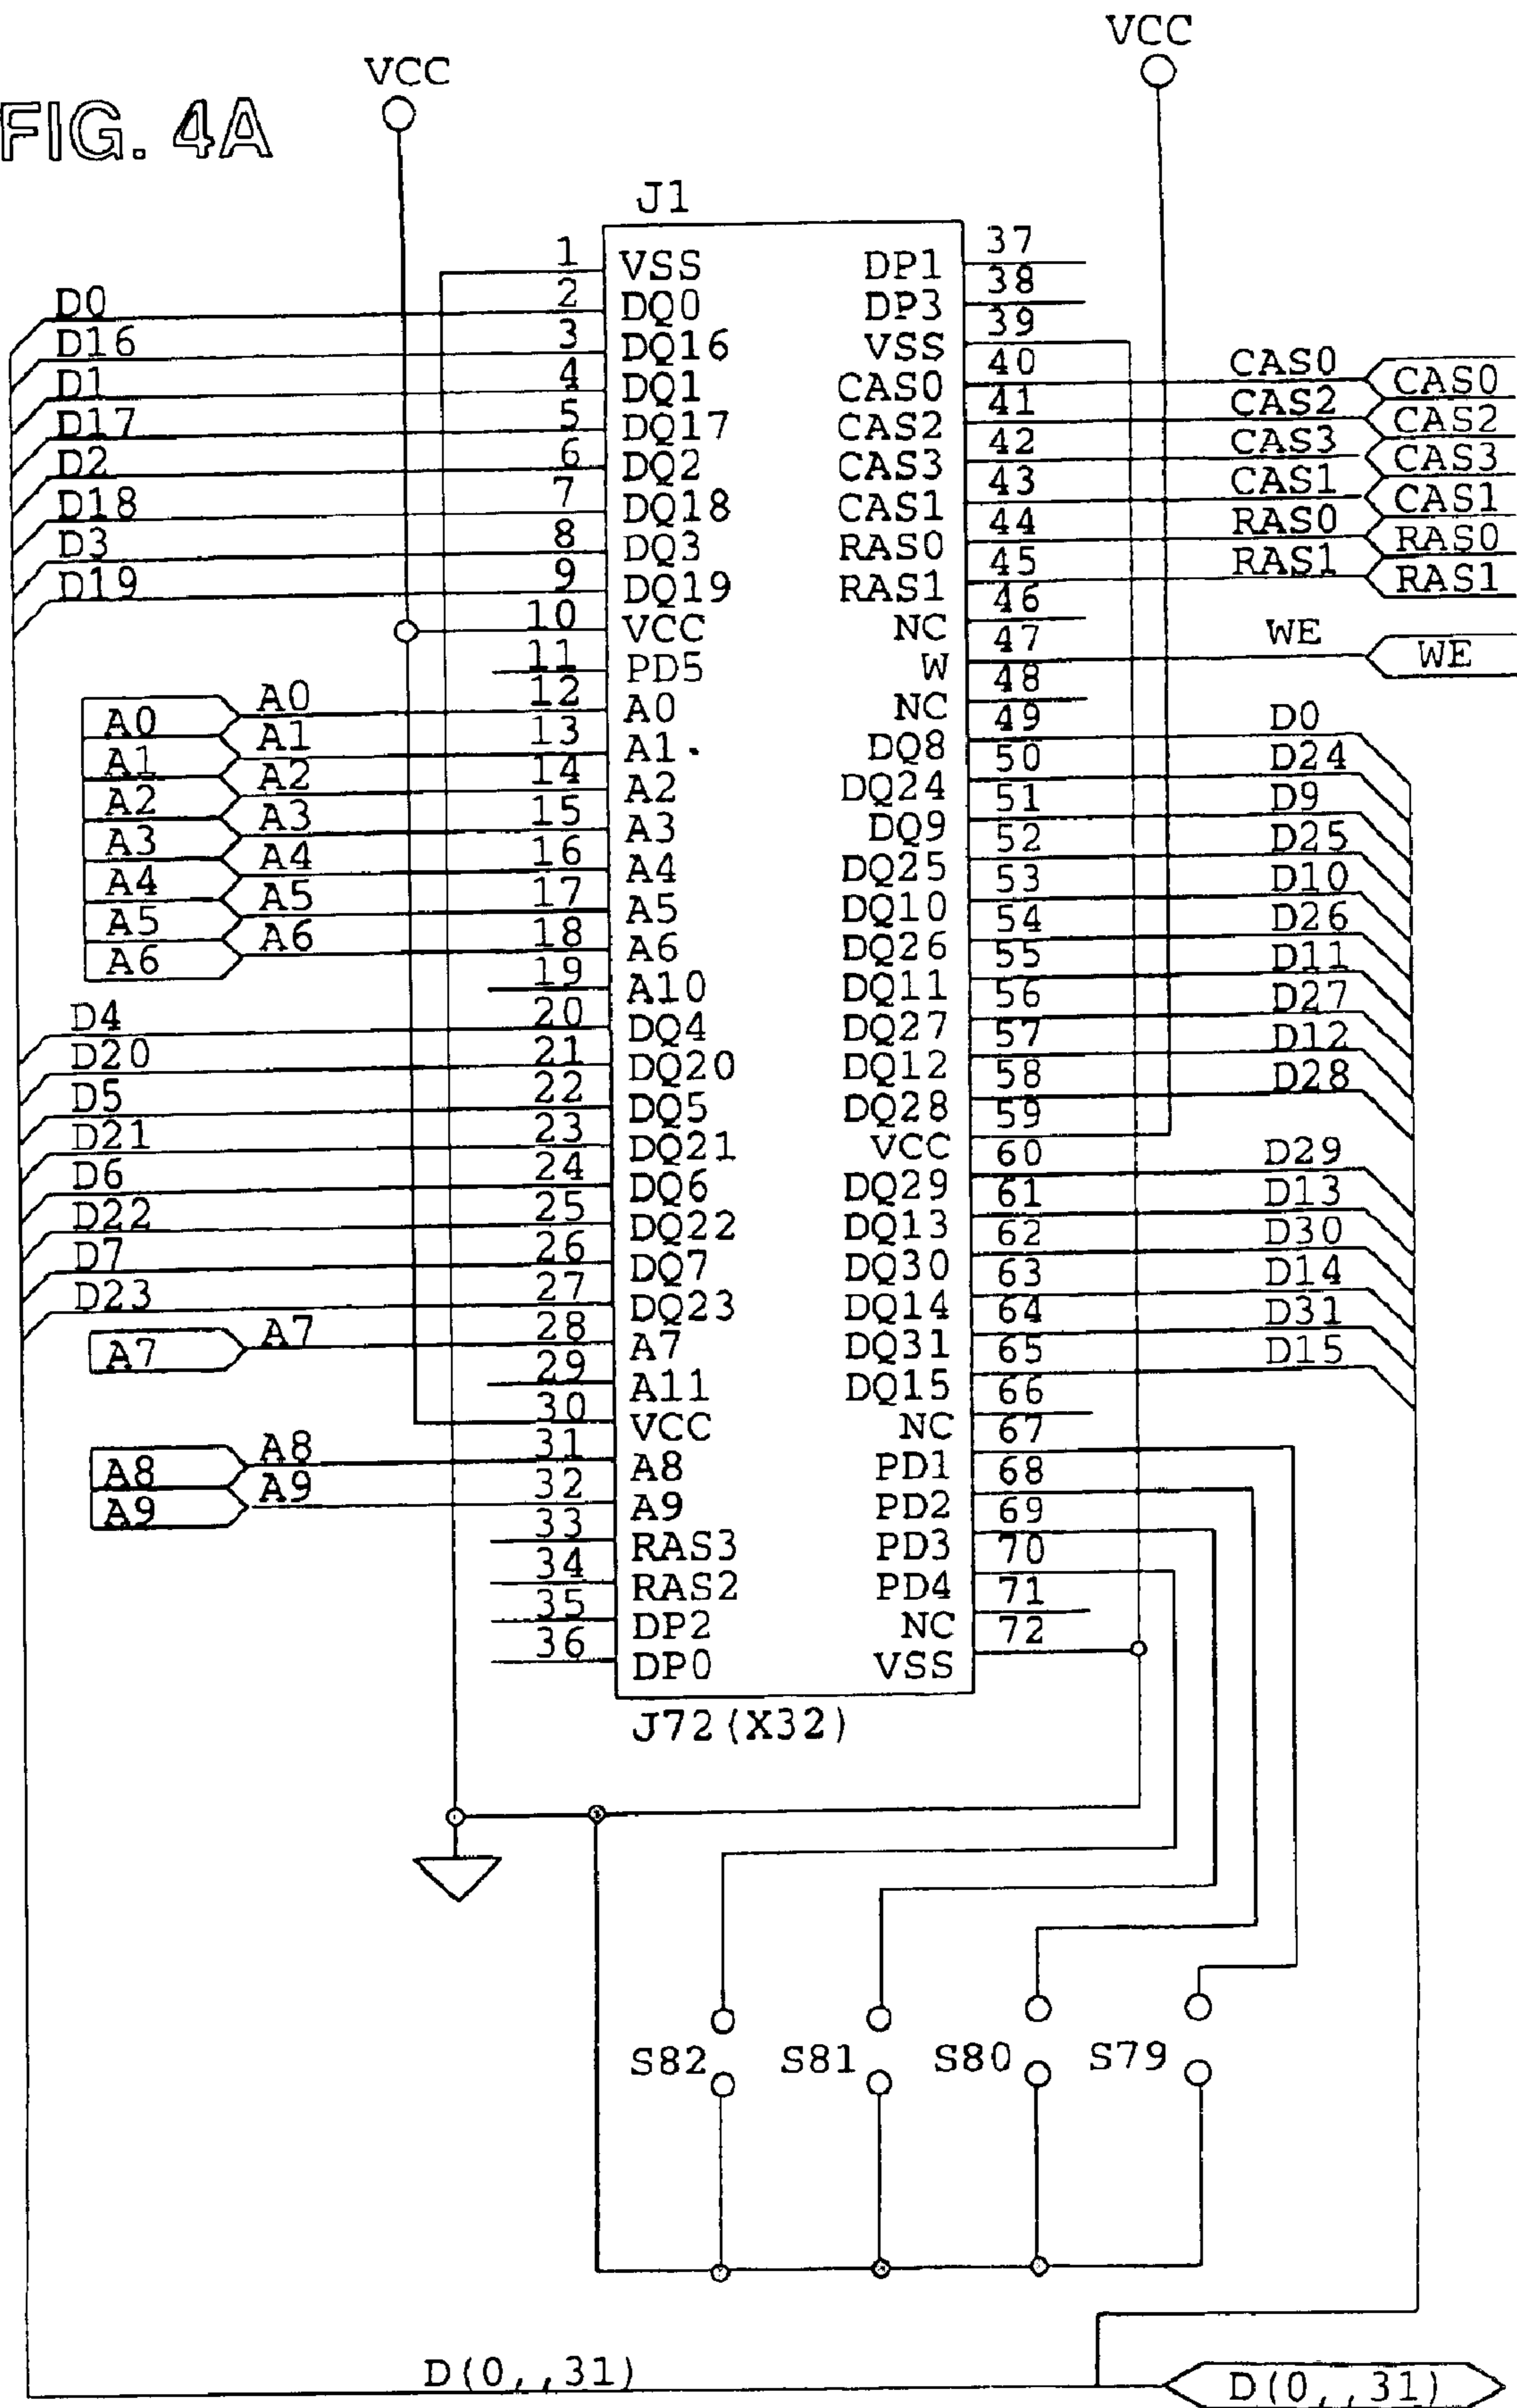 FIG. 4A
VCC
VCC
J1
1 VSS
D0 2 DQ0
D16 3 DQ16
D1 4 DQ1
D17 5 DQ17
D2 6 DQ2
D18 7 DQ18
D3 8 DQ3
D19 9 DQ19
10 VCC
11 PD5
A0 A0 12 A0
A1 A1 13 A1.
A2 A2 14 A2
A3 A3 15 A3
A4 A4 16 A4
A5 A5 17 A5
A6 A6 18 A6
19 A10
D4 20 DQ4
D20 21 DQ20
D5 22 DQ5
D21 23 DQ21
D6 24 DQ6
D22 25 DQ22
D7 26 DQ7
D23 27 DQ23
A7 A7 28 A7
29 A11
30 VCC
A8 A8 31 A8
A9 A9 32 A9
33 RAS3
34 RAS2
35 DP2
36 DP0
DP1 37
DP3 38
VSS 39
CAS0 40 CAS0 CAS0
CAS2 41 CAS2 CAS2
CAS3 42 CAS3 CAS3
CAS1 43 CAS1 CAS1
RAS0 44 RAS0 RAS0
RAS1 45 RAS1 RAS1
NC 46
W 47 WE WE
NC 48
DQ8 49 D0
DQ24 50 D24
DQ9 51 D9
DQ25 52 D25
DQ10 53 D10
DQ26 54 D26
DQ11 55 D11
DQ27 56 D27
DQ12 57 D12
DQ28 58 D28
VCC 59
DQ29 60 D29
DQ13 61 D13
DQ30 62 D30
DQ14 63 D14
DQ31 64 D31
DQ15 65 D15
NC 66
PD1 67
PD2 68
PD3 69
PD4 70
NC 71
VSS 72
J72(X32)
S82 S81 S80 S79
D(0,,31) D(0,,31)